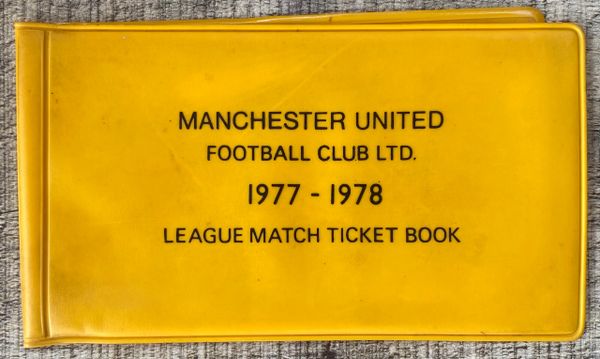 MANCHESTER UNITED
FOOTBALL CLUB LTD.
1977 - 1978
LEAGUE MATCH TICKET BOOK